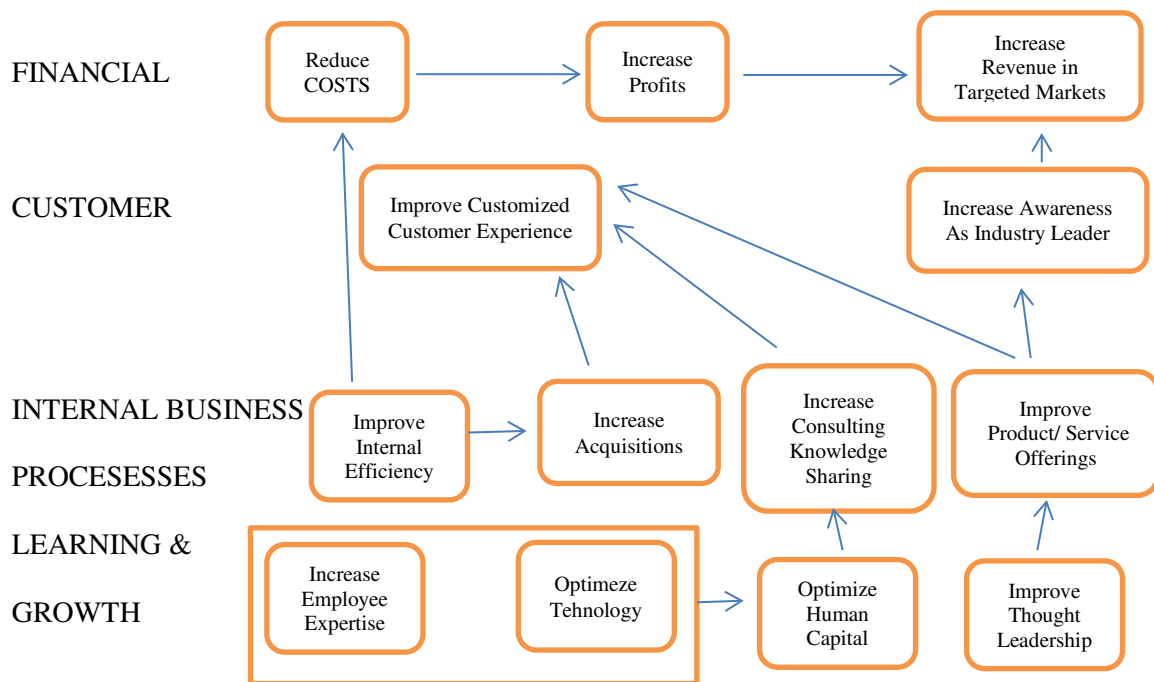 FINANCIAL
Reduce
COSTS
Increase
Profits
Increase
Revenue in
Targeted Markets
CUSTOMER
Improve Customized
Customer Experience
Increase Awareness
As Industry Leader
INTERNAL BUSINESS
PROCESESSES
Improve
Internal
Efficiency
Increase
Acquisitions
Increase
Consulting
Knowledge
Sharing
Improve
Product/ Service
Offerings
LEARNING &
GROWTH
Increase
Employee
Expertise
Optimeze
Tehnology
Optimize
Human
Capital
Improve
Thought
Leadership